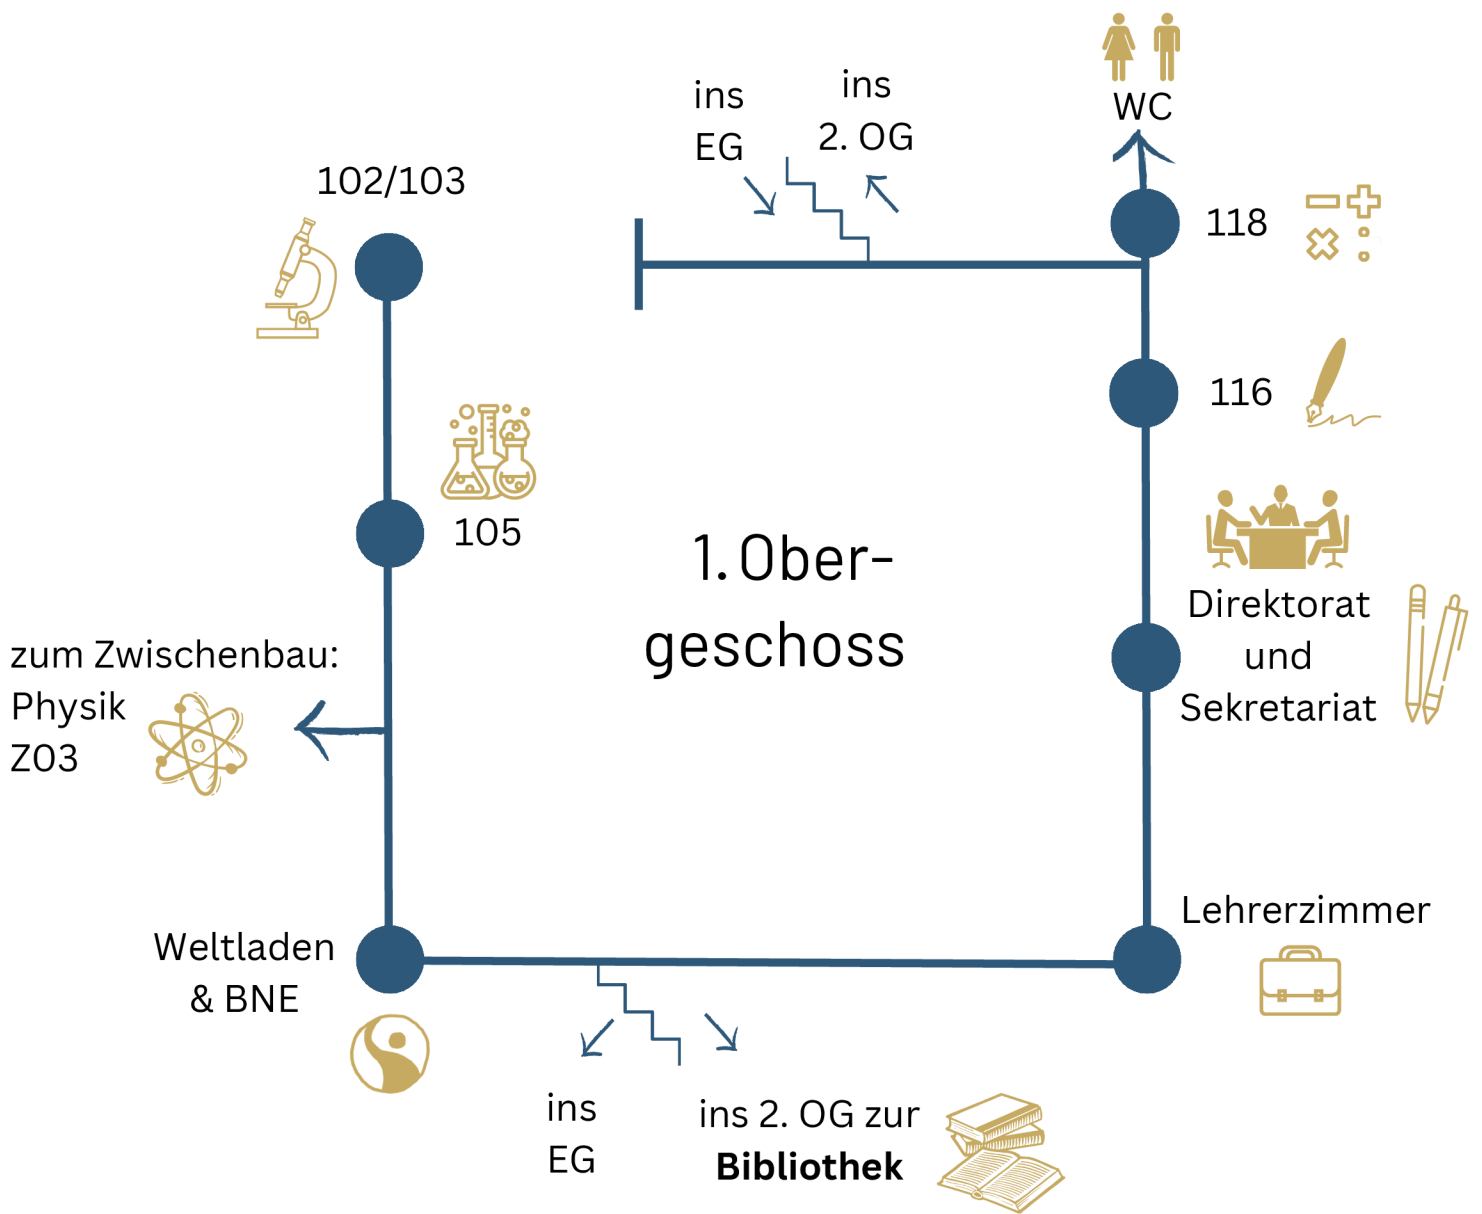 ins
EG
ins
2. OG
WC
102/103
118
116
105
1. Ober-
geschoss
Direktorat
und
Sekretariat
zum Zwischenbau:
Physik
Z03
Lehrerzimmer
Weltladen
& BNE
ins
EG
ins 2. OG zur
Bibliothek